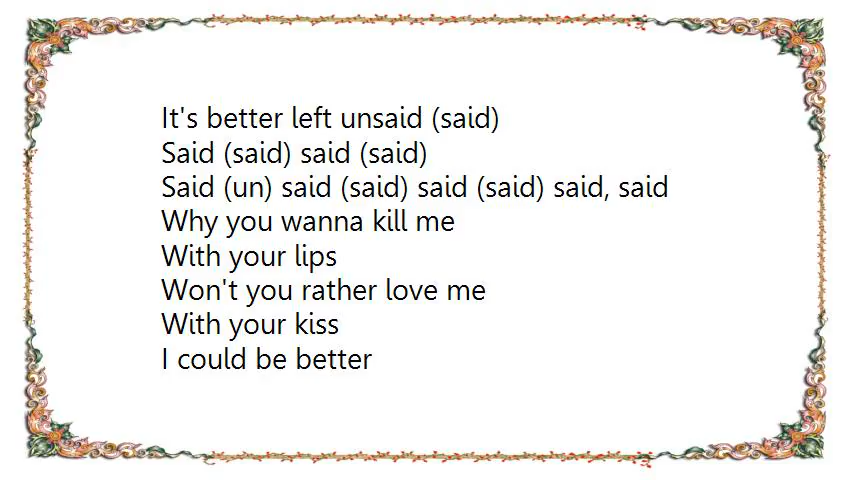 It's better left unsaid (said)
Said (said) said (said)
Said (un) said (said) said (said) said, said
Why you wanna kill me
With your lips
Won't you rather love me
With your kiss
I could be better